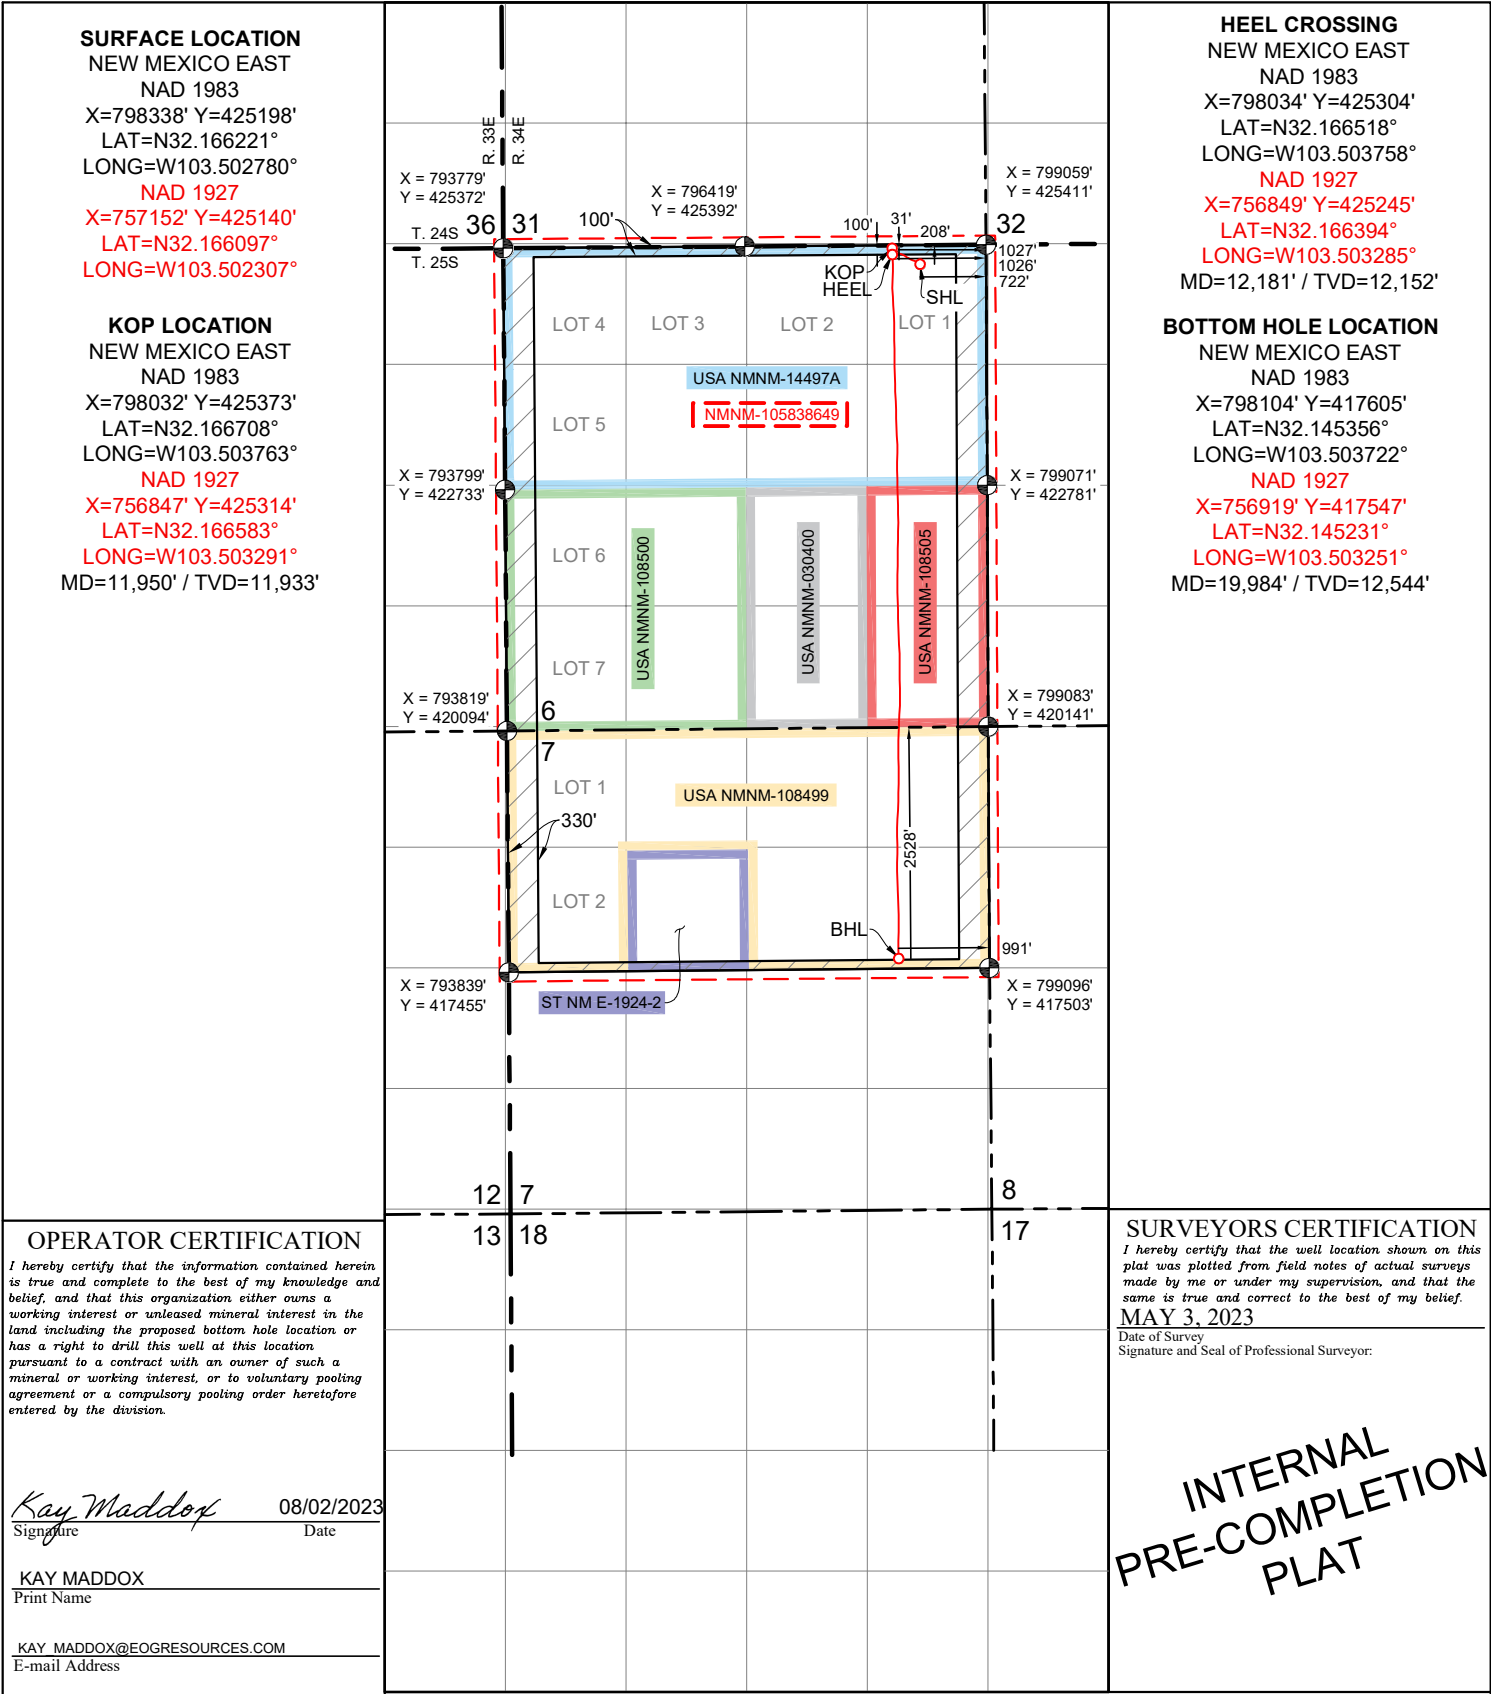 SURFACE LOCATION
NEW MEXICO EAST
NAD 1983
X=798338' Y=425198'
LAT=N32.166221°
LONG=W103.502780°
NAD 1927
X=757152' Y=425140'
LAT=N32.166097°
LONG=W103.502307°
KOP LOCATION
NEW MEXICO EAST
NAD 1983
X=798032' Y=425373'
LAT=N32.166708°
LONG=W103.503763°
NAD 1927
X=756847' Y=425314'
LAT=N32.166583°
LONG=W103.503291°
MD=11,950' / TVD=11,933'
R. 33E
R. 34E
X = 793779'
Y = 425372'
X = 796419'
Y = 425392'
X = 799059'
Y = 425411'
36 31
32
T. 24S
T. 25S
100'
100'
31'
208'
1027'
1026'
722'
KOP
HEEL
SHL
LOT 4
LOT 3
LOT 2
LOT 1
USA NMNM-14497A
NMNM-105838649
LOT 5
X = 793799'
Y = 422733'
X = 799071'
Y = 422781'
LOT 6
USA NMNM-108500
USA NMNM-030400
USA NMNM-108505
LOT 7
X = 793819'
Y = 420094'
X = 799083'
Y = 420141'
6
7
LOT 1
USA NMNM-108499
330'
2528'
LOT 2
BHL
991'
X = 793839'
Y = 417455'
ST NM E-1924-2
X = 799096'
Y = 417503'
12 7
8
13 18
17
HEEL CROSSING
NEW MEXICO EAST
NAD 1983
X=798034' Y=425304'
LAT=N32.166518°
LONG=W103.503758°
NAD 1927
X=756849' Y=425245'
LAT=N32.166394°
LONG=W103.503285°
MD=12,181' / TVD=12,152'
BOTTOM HOLE LOCATION
NEW MEXICO EAST
NAD 1983
X=798104' Y=417605'
LAT=N32.145356°
LONG=W103.503722°
NAD 1927
X=756919' Y=417547'
LAT=N32.145231°
LONG=W103.503251°
MD=19,984' / TVD=12,544'
OPERATOR CERTIFICATION
I hereby certify that the information contained herein
is true and complete to the best of my knowledge and
belief, and that this organization either owns a
working interest or unleased mineral interest in the
land including the proposed bottom hole location or
has a right to drill this well at this location
pursuant to a contract with an owner of such a
mineral or working interest, or to voluntary pooling
agreement or a compulsory pooling order heretofore
entered by the division.
Kay Maddox 08/02/2023
Signature Date
KAY MADDOX
Print Name
KAY_MADDOX@EOGRESOURCES.COM
E-mail Address
SURVEYORS CERTIFICATION
I hereby certify that the well location shown on this
plat was plotted from field notes of actual surveys
made by me or under my supervision, and that the
same is true and correct to the best of my belief.
MAY 3, 2023
Date of Survey
Signature and Seal of Professional Surveyor:
INTERNAL
PRE-COMPLETION
PLAT